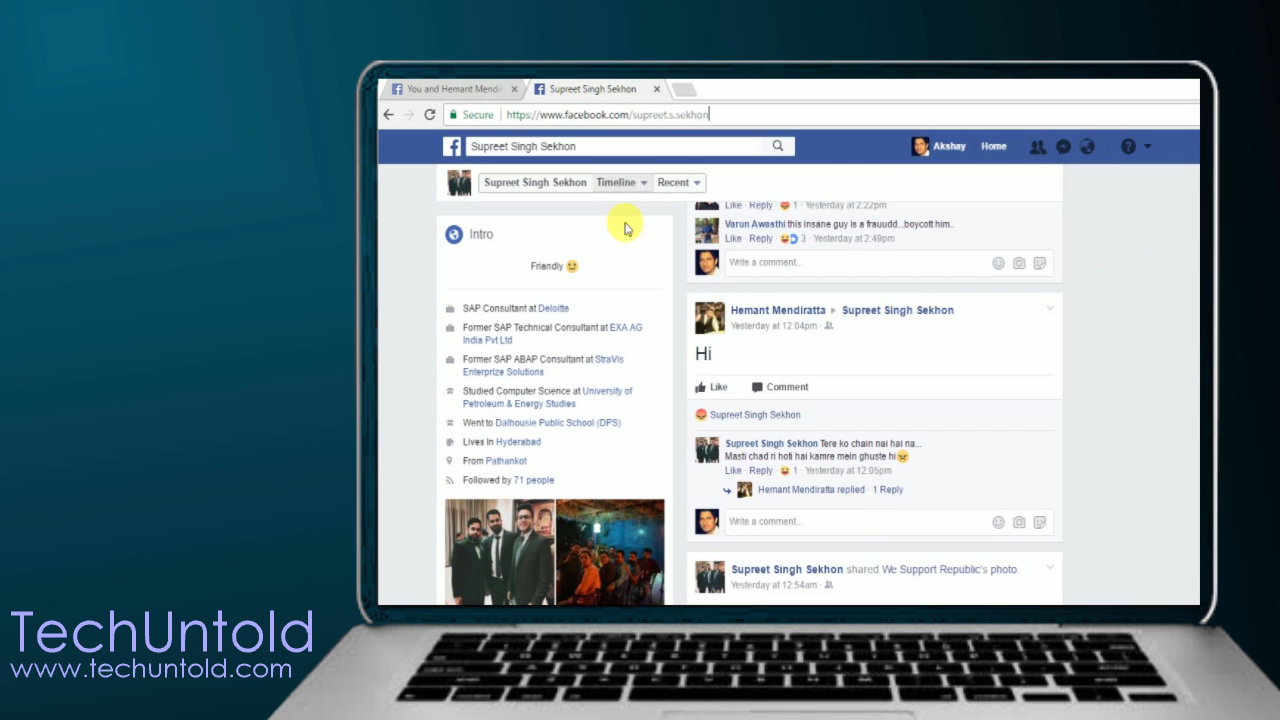 You and Hemant Mendi
Supreet Singh Sekhon
Secure https://www.facebook.com/supreet.s.sekhon
Supreet Singh Sekhon
Akshay Home
Supreet Singh Sekhon Timeline Recent
Like · Reply · 1 · Yesterday at 2:22pm
Varun Awasthi this insane guy is a frauudd...boycott him..
Like · Reply · 3 · Yesterday at 2:49pm
Write a comment...
Intro
Friendly
SAP Consultant at Deloitte
Former SAP Technical Consultant at EXA AG
India Pvt Ltd
Former SAP ABAP Consultant at StraVis
Enterprize Solutions
Studied Computer Science at University of
Petroleum & Energy Studies
Went to Dalhousie Public School (DPS)
Lives in Hyderabad
From Pathankot
Followed by 71 people
Hemant Mendiratta ▸ Supreet Singh Sekhon
Yesterday at 12:04pm ·
Hi
Like Comment
Supreet Singh Sekhon
Supreet Singh Sekhon Tere ko chain nai hai na...
Masti chad ri hoti hai kamre mein ghuste hi
Like · Reply · 1 · Yesterday at 12:05pm
Hemant Mendiratta replied · 1 Reply
Write a comment...
Supreet Singh Sekhon shared We Support Republic's photo.
Yesterday at 12:54am ·
TechUntold
www.techuntold.com